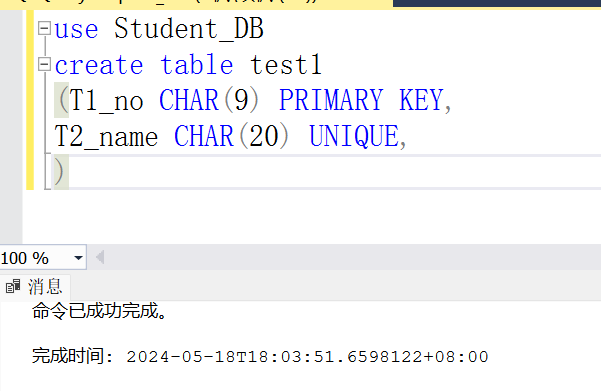 use Student_DB
create table test1
(T1_no CHAR(9) PRIMARY KEY,
T2_name CHAR(20) UNIQUE,
)
100 %
消息
命令已成功完成。
完成时间: 2024-05-18T18:03:51.6598122+08:00